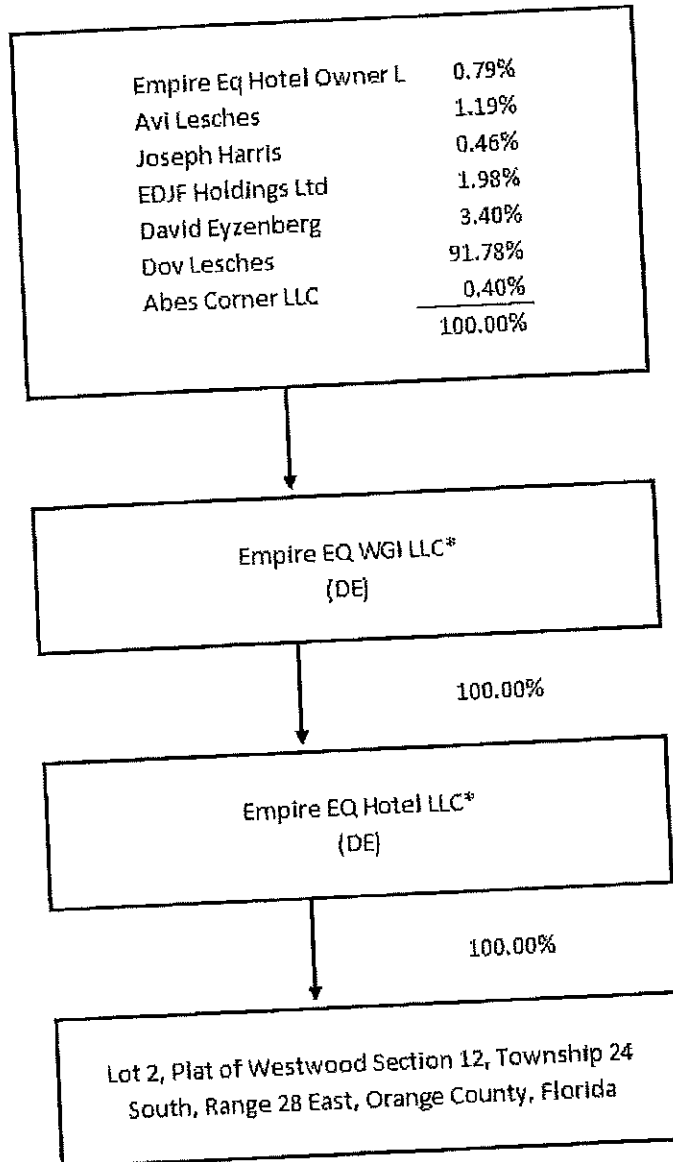 Empire Eq Hotel Owner L 0.79%
Avi Lesches 1.19%
Joseph Harris 0.46%
EDJF Holdings Ltd 1.98%
David Eyzenberg 3.40%
Dov Lesches 91.78%
Abes Corner LLC 0.40%
100.00%
Empire EQ WGI LLC*
(DE)
100.00%
Empire EQ Hotel LLC*
(DE)
100.00%
Lot 2, Plat of Westwood Section 12, Township 24
South, Range 28 East, Orange County, Florida